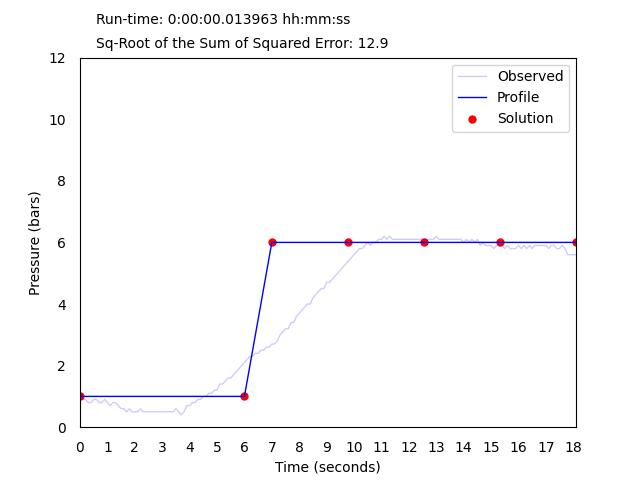 Run-time: 0:00:00.013963 hh:mm:ss
Sq-Root of the Sum of Squared Error: 12.9
Observed
Profile
Solution
12
10
8
6
4
2
0
Pressure (bars)
0 1 2 3 4 5 6 7 8 9 10 11 12 13 14 15 16 17 18
Time (seconds)